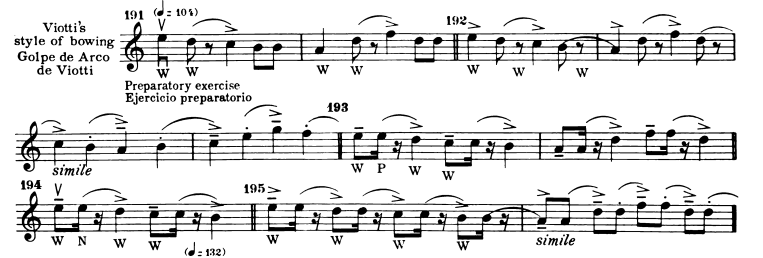 191 (♩ = 104)
Viotti's
style of bowing
Golpe de Arco
de Viotti
192
W W W W W W W
Preparatory exercise
Ejercicio preparatorio
193
simile
W P W W
194
195
W N W W W W W W
(♩ = 132)
simile